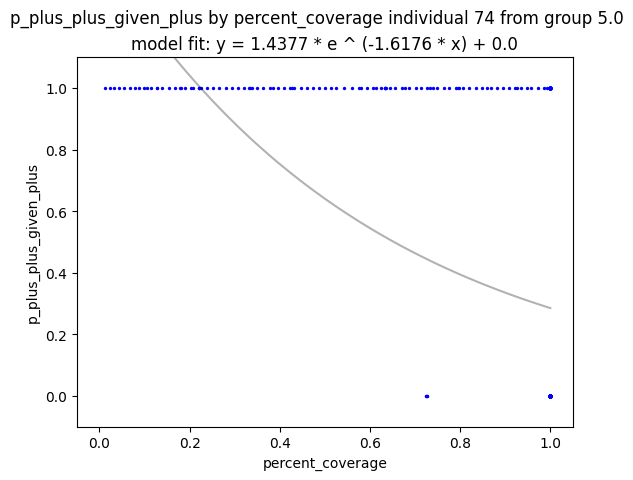 p_plus_plus_given_plus by percent_coverage individual 74 from group 5.0
model fit: y = 1.4377 * e ^ (-1.6176 * x) + 0.0
1.0
0.8
0.6
0.4
0.2
0.0
p_plus_plus_given_plus
0.0 0.2 0.4 0.6 0.8 1.0
percent_coverage